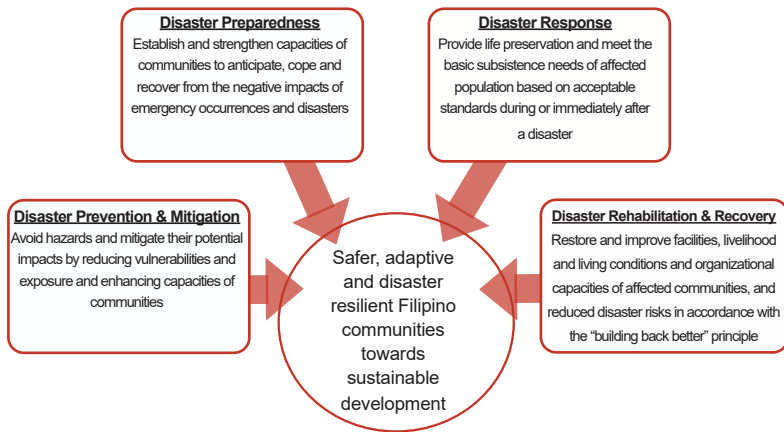 Disaster Preparedness
Establish and strengthen capacities of
communities to anticipate, cope and
recover from the negative impacts of
emergency occurrences and disasters
Disaster Response
Provide life preservation and meet the
basic subsistence needs of affected
population based on acceptable
standards during or immediately after
a disaster
Disaster Prevention & Mitigation
Avoid hazards and mitigate their potential
impacts by reducing vulnerabilities and
exposure and enhancing capacities of
communities
Disaster Rehabilitation & Recovery
Restore and improve facilities, livelihood
and living conditions and organizational
capacities of affected communities, and
reduced disaster risks in accordance with
the “building back better” principle
Safer, adaptive
and disaster
resilient Filipino
communities
towards
sustainable
development